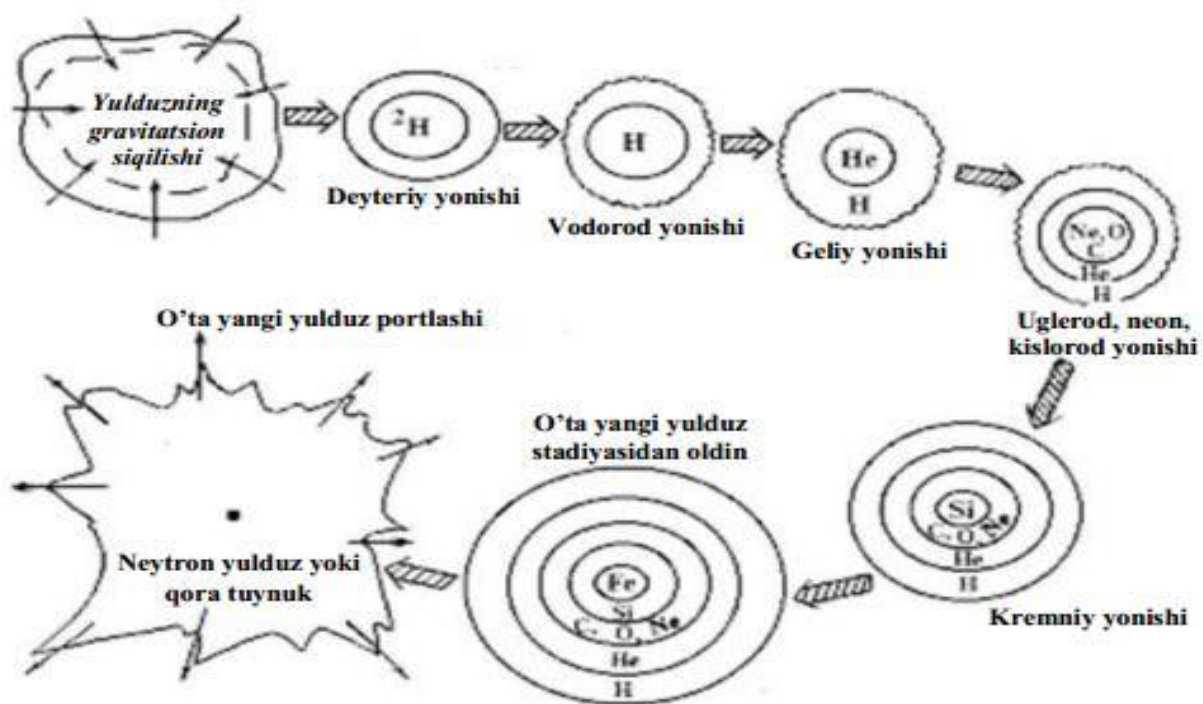 Yulduzning
gravitatsion
siqilishi
²H
Deyteriy yonishi
H
Vodorod yonishi
He
H
Geliy yonishi
Ne, O
C
He
H
Uglerod, neon,
kislorod yonishi
Si
C, O, Ne
He
H
Kremniy yonishi
O'ta yangi yulduz
stadiyasidan oldin
Fe
Si
C, O, Ne
He
H
O'ta yangi yulduz portlashi
Neytron yulduz yoki
qora tuynuk